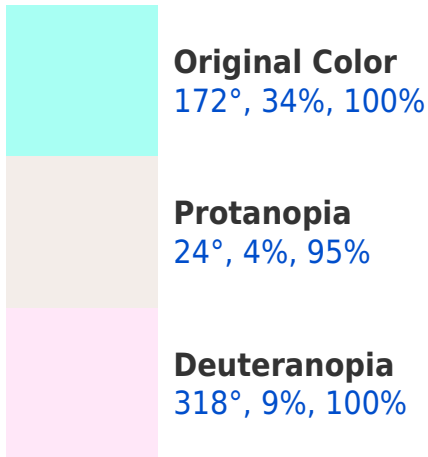 Original Color
172°, 34%, 100%
Protanopia
24°, 4%, 95%
Deuteranopia
318°, 9%, 100%